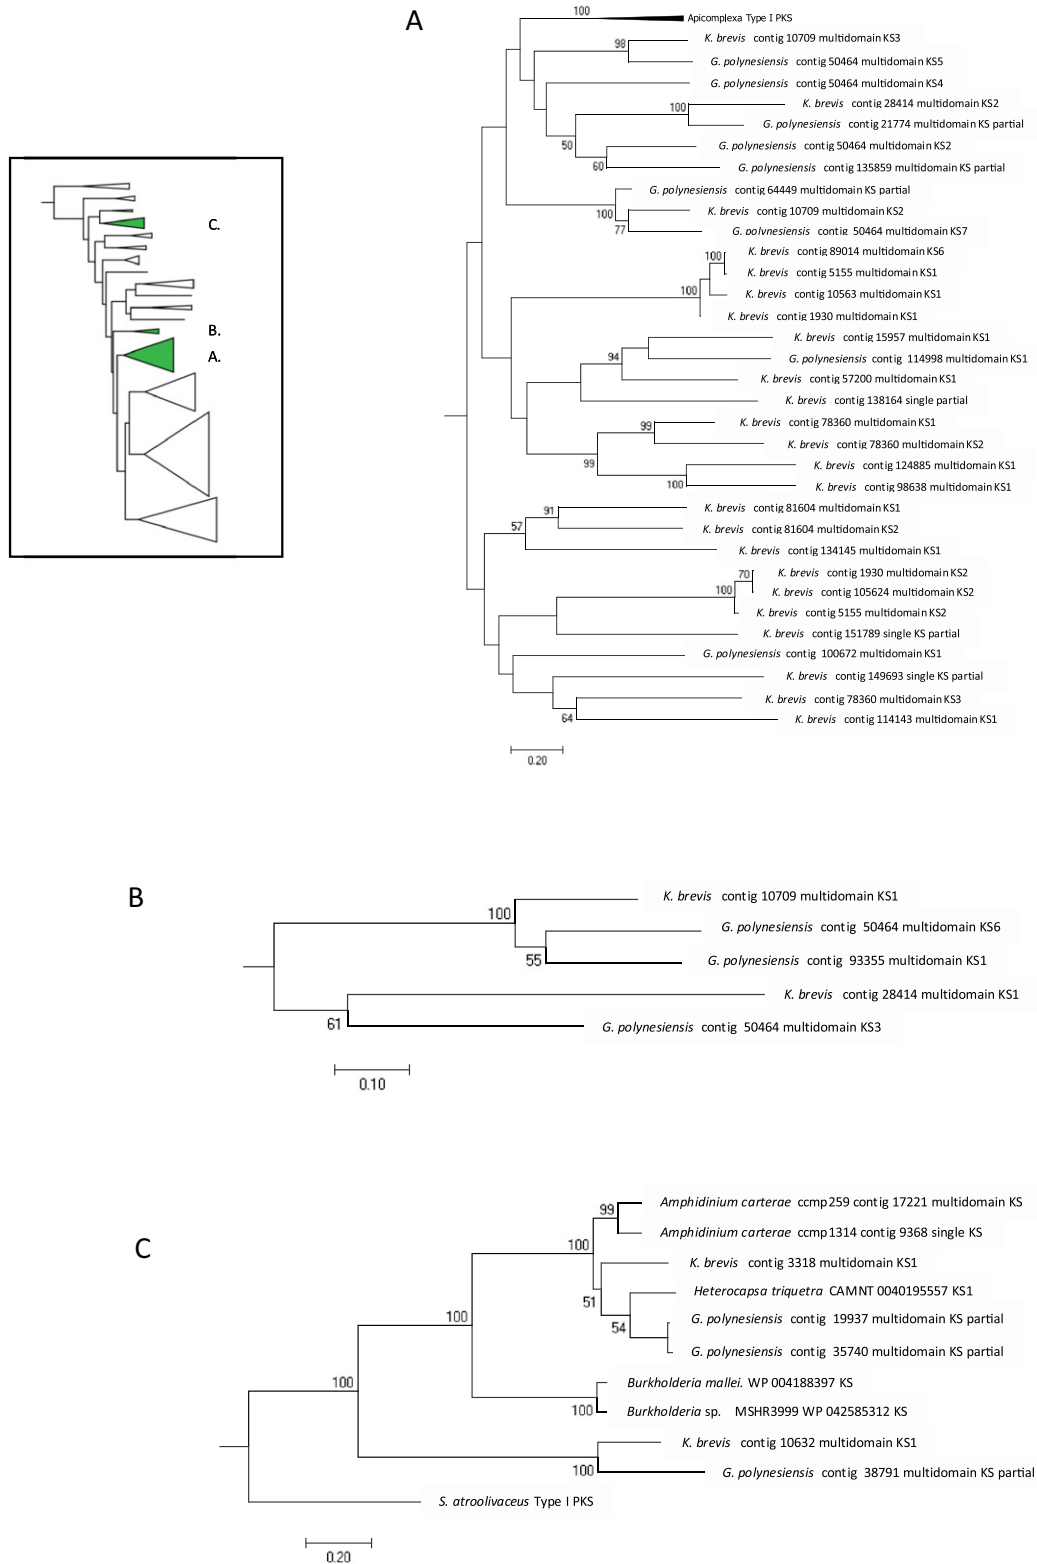 A
100
Apicomplexa Type I PKS
98
K. brevis contig 10709 multidomain KS3
G. polynesiensis contig 50464 multidomain KS5
G. polynesiensis contig 50464 multidomain KS4
100
K. brevis contig 28414 multidomain KS2
G. polynesiensis contig 21774 multidomain KS partial
50
G. polynesiensis contig 50464 multidomain KS2
60
G. polynesiensis contig 135859 multidomain KS partial
G. polynesiensis contig 64449 multidomain KS partial
100
K. brevis contig 10709 multidomain KS2
77
G. polynesiensis contig 50464 multidomain KS7
100
K. brevis contig 89014 multidomain KS6
K. brevis contig 5155 multidomain KS1
100
K. brevis contig 10563 multidomain KS1
K. brevis contig 1930 multidomain KS1
K. brevis contig 15957 multidomain KS1
94
G. polynesiensis contig 114998 multidomain KS1
K. brevis contig 57200 multidomain KS1
K. brevis contig 138164 single partial
99
K. brevis contig 78360 multidomain KS1
K. brevis contig 78360 multidomain KS2
99
K. brevis contig 124885 multidomain KS1
100
K. brevis contig 98638 multidomain KS1
91
K. brevis contig 81604 multidomain KS1
57
K. brevis contig 81604 multidomain KS2
K. brevis contig 134145 multidomain KS1
70
K. brevis contig 1930 multidomain KS2
100
K. brevis contig 105624 multidomain KS2
K. brevis contig 5155 multidomain KS2
K. brevis contig 151789 single KS partial
G. polynesiensis contig 100672 multidomain KS1
K. brevis contig 149693 single KS partial
K. brevis contig 78360 multidomain KS3
64
K. brevis contig 114143 multidomain KS1
0.20
C.
B.
A.
B
100
K. brevis contig 10709 multidomain KS1
G. polynesiensis contig 50464 multidomain KS6
55
G. polynesiensis contig 93355 multidomain KS1
K. brevis contig 28414 multidomain KS1
61
G. polynesiensis contig 50464 multidomain KS3
0.10
C
99
Amphidinium carterae ccmp259 contig 17221 multidomain KS
Amphidinium carterae ccmp1314 contig 9368 single KS
100
K. brevis contig 3318 multidomain KS1
51
Heterocapsa triquetra CAMNT 0040195557 KS1
54
G. polynesiensis contig 19937 multidomain KS partial
100
G. polynesiensis contig 35740 multidomain KS partial
100
Burkholderia mallei. WP 004188397 KS
100
Burkholderia sp. MSHR3999 WP 042585312 KS
K. brevis contig 10632 multidomain KS1
100
G. polynesiensis contig 38791 multidomain KS partial
S. atroolivaceus Type I PKS
0.20